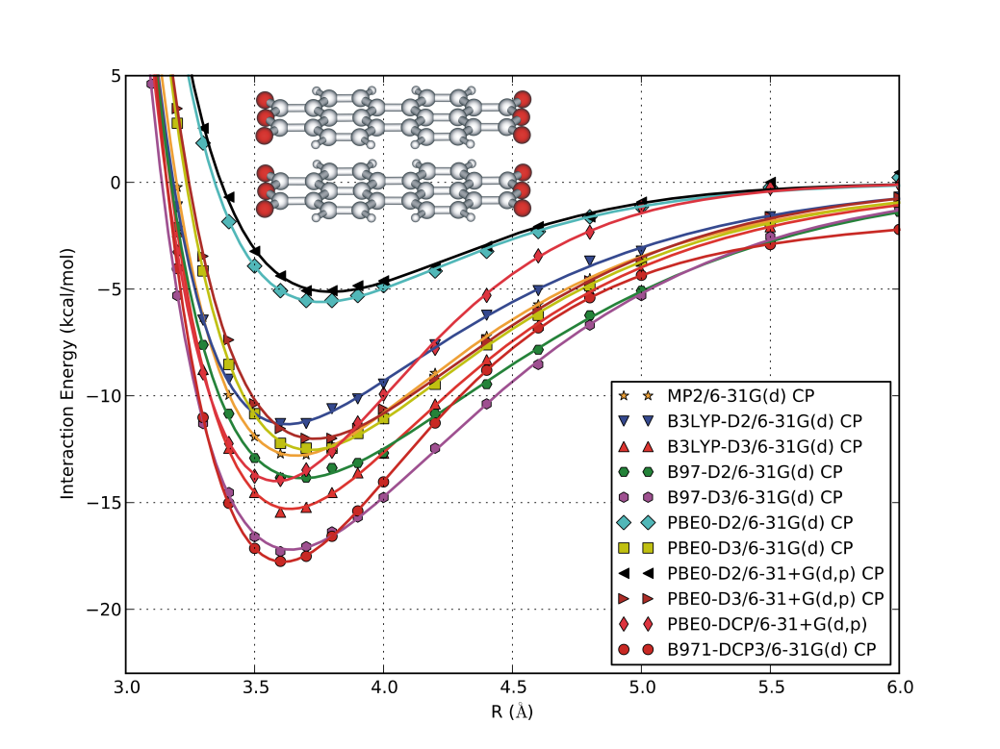 5
0
−5
−10
−15
−20
3.0 3.5 4.0 4.5 5.0 5.5 6.0
R (Å)
Interaction Energy (kcal/mol)
MP2/6-31G(d) CP
B3LYP-D2/6-31G(d) CP
B3LYP-D3/6-31G(d) CP
B97-D2/6-31G(d) CP
B97-D3/6-31G(d) CP
PBE0-D2/6-31G(d) CP
PBE0-D3/6-31G(d) CP
PBE0-D2/6-31+G(d,p) CP
PBE0-D3/6-31+G(d,p) CP
PBE0-DCP/6-31+G(d,p)
B971-DCP3/6-31G(d) CP